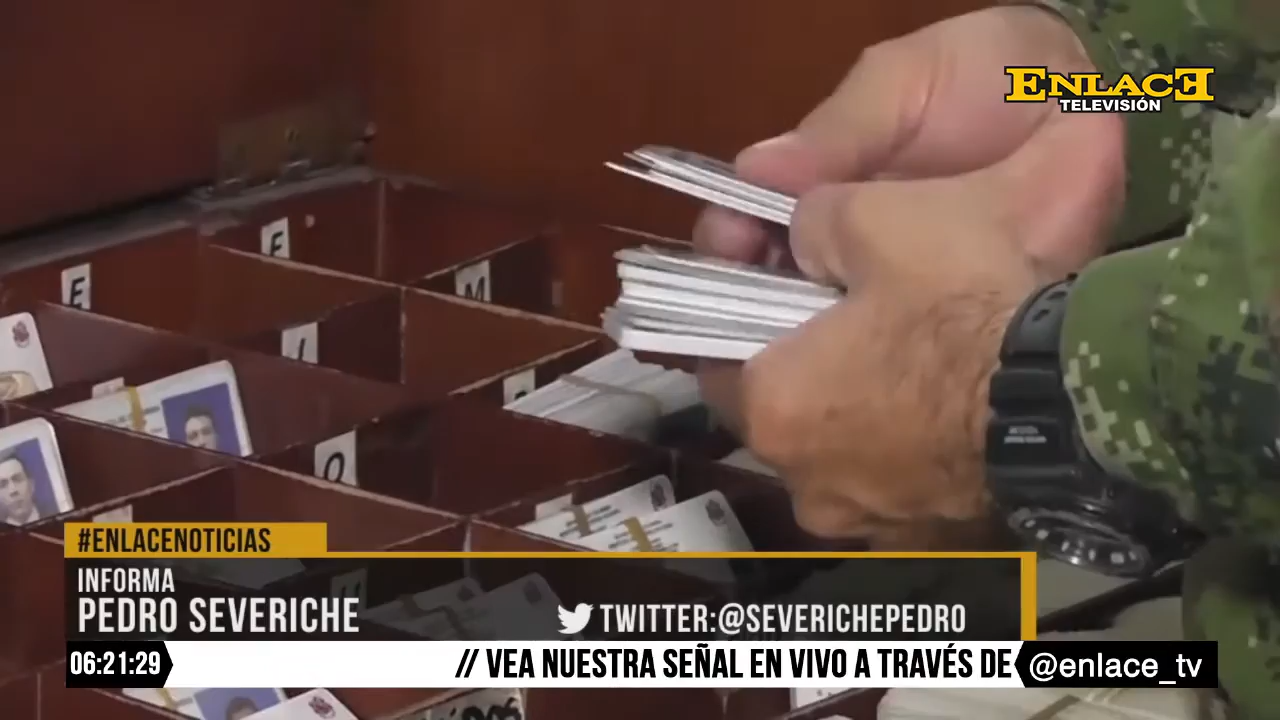 ENLACE
TELEVISIÓN
F
E
M
I
O
#ENLACENOTICIAS
INFORMA
PEDRO SEVERICHE
TWITTER:@SEVERICHEPEDRO
06:21:29
// VEA NUESTRA SEÑAL EN VIVO A TRAVÉS DE
@enlace_tv